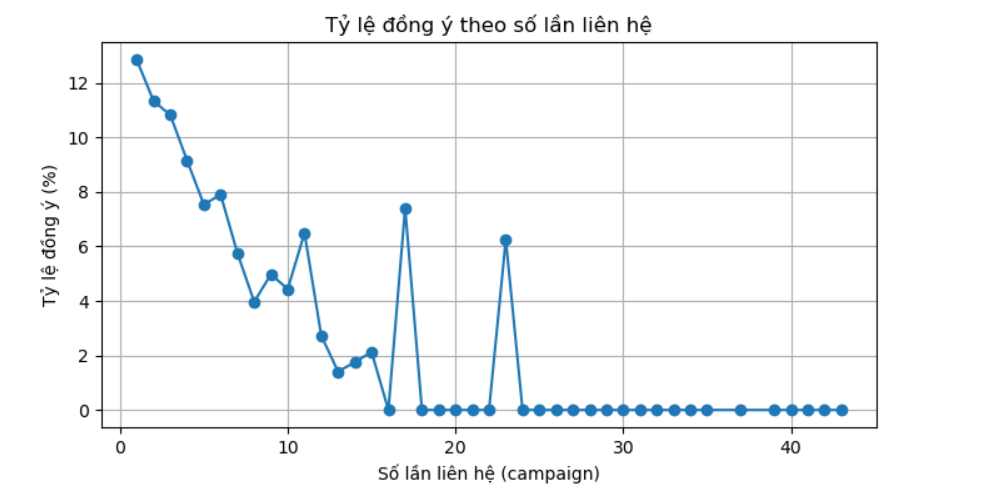 Tỷ lệ đồng ý theo số lần liên hệ
Tỷ lệ đồng ý (%)
12
10
8
6
4
2
0
0 10 20 30 40
Số lần liên hệ (campaign)